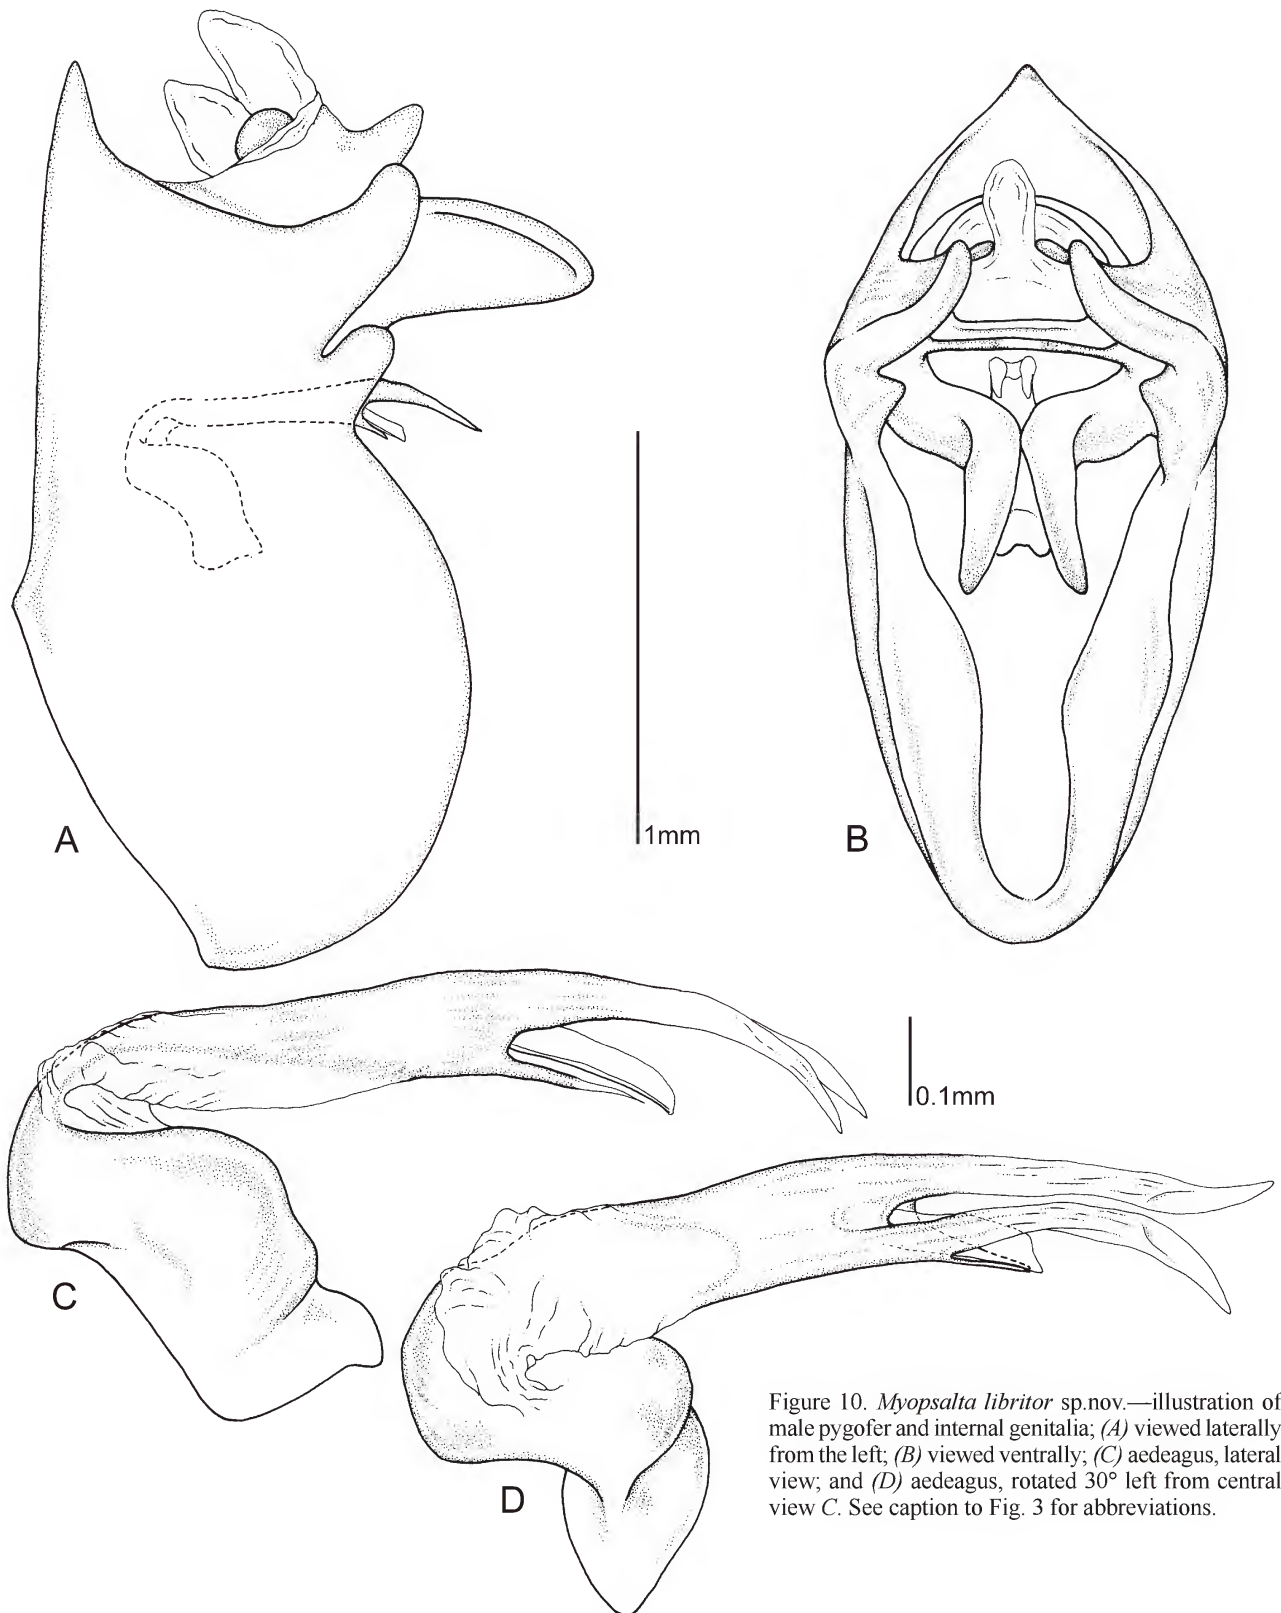 A
1mm
B
0.1mm
C
D
Figure 10. Myopsalta libritor sp.nov.—illustration of
male pygofer and internal genitalia; (A) viewed laterally
from the left; (B) viewed ventrally; (C) aedeagus, lateral
view; and (D) aedeagus, rotated 30° left from central
view C. See caption to Fig. 3 for abbreviations.